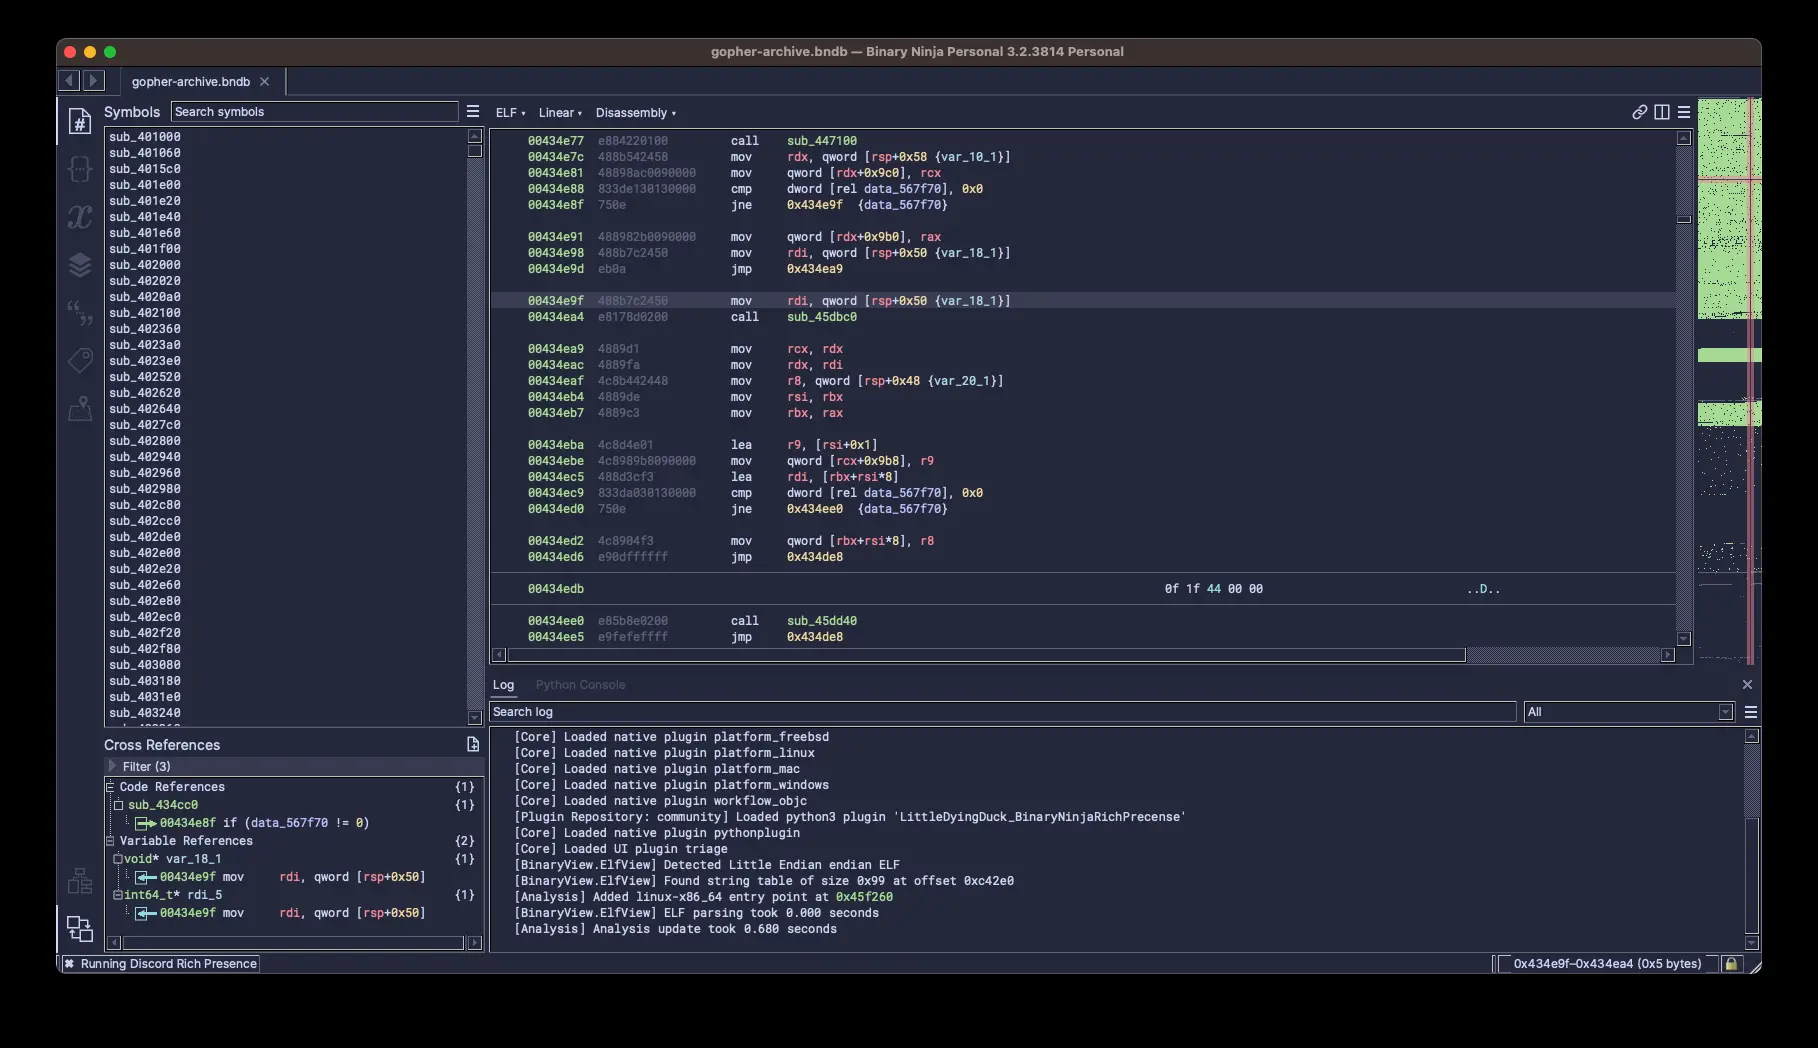 gopher-archive.bndb — Binary Ninja Personal 3.2.3814 Personal
gopher-archive.bndb
Symbols
Search symbols
sub_401000
sub_401060
sub_4015c0
sub_401e00
sub_401e20
sub_401e40
sub_401e60
sub_401f00
sub_402000
sub_402020
sub_4020a0
sub_402100
sub_402360
sub_4023a0
sub_4023e0
sub_402520
sub_402620
sub_402640
sub_4027c0
sub_402800
sub_402940
sub_402960
sub_402980
sub_402c80
sub_402cc0
sub_402de0
sub_402e00
sub_402e20
sub_402e60
sub_402e80
sub_402ec0
sub_402f20
sub_402f80
sub_403080
sub_403180
sub_4031e0
sub_403240
Cross References
Filter (3)
Code References {1}
sub_434cc0 {1}
00434e8f if (data_567f70 != 0)
Variable References {2}
void* var_18_1 {1}
00434e9f mov rdi, qword [rsp+0x50]
int64_t* rdi_5 {1}
00434e9f mov rdi, qword [rsp+0x50]
ELF Linear Disassembly
00434e77 e884220100 call sub_447100
00434e7c 488b542458 mov rdx, qword [rsp+0x58 {var_10_1}]
00434e81 48898ac0090000 mov qword [rdx+0x9c0], rcx
00434e88 833de130130000 cmp dword [rel data_567f70], 0x0
00434e8f 750e jne 0x434e9f {data_567f70}
00434e91 488982b0090000 mov qword [rdx+0x9b0], rax
00434e98 488b7c2450 mov rdi, qword [rsp+0x50 {var_18_1}]
00434e9d eb0a jmp 0x434ea9
00434e9f 488b7c2450 mov rdi, qword [rsp+0x50 {var_18_1}]
00434ea4 e8178d0200 call sub_45dbc0
00434ea9 4889d1 mov rcx, rdx
00434eac 4889fa mov rdx, rdi
00434eaf 4c8b442448 mov r8, qword [rsp+0x48 {var_20_1}]
00434eb4 4889de mov rsi, rbx
00434eb7 4889c3 mov rbx, rax
00434eba 4c8d4e01 lea r9, [rsi+0x1]
00434ebe 4c8989b8090000 mov qword [rcx+0x9b8], r9
00434ec5 488d3cf3 lea rdi, [rbx+rsi*8]
00434ec9 833da030130000 cmp dword [rel data_567f70], 0x0
00434ed0 750e jne 0x434ee0 {data_567f70}
00434ed2 4c8904f3 mov qword [rbx+rsi*8], r8
00434ed6 e90dffffff jmp 0x434de8
00434edb 0f 1f 44 00 00 ..D..
00434ee0 e85b8e0200 call sub_45dd40
00434ee5 e9fefeffff jmp 0x434de8
Log Python Console
Search log All
[Core] Loaded native plugin platform_freebsd
[Core] Loaded native plugin platform_linux
[Core] Loaded native plugin platform_mac
[Core] Loaded native plugin platform_windows
[Core] Loaded native plugin workflow_objc
[Plugin Repository: community] Loaded python3 plugin 'LittleDyingDuck_BinaryNinjaRichPrecense'
[Core] Loaded native plugin pythonplugin
[Core] Loaded UI plugin triage
[BinaryView.ElfView] Detected Little Endian endian ELF
[BinaryView.ElfView] Found string table of size 0x99 at offset 0xc42e0
[Analysis] Added linux-x86_64 entry point at 0x45f260
[BinaryView.ElfView] ELF parsing took 0.000 seconds
[Analysis] Analysis update took 0.680 seconds
Running Discord Rich Presence
0x434e9f–0x434ea4 (0x5 bytes)